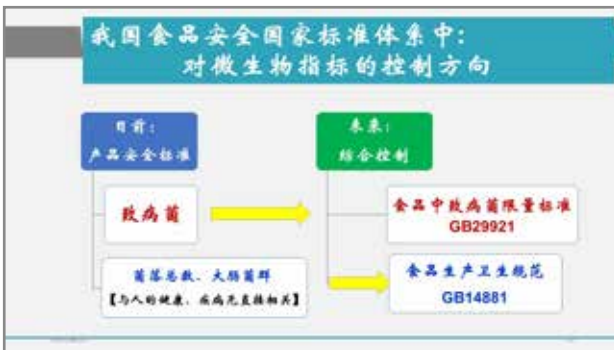 我国食品安全国家标准体系中：
对微生物指标的控制方向
目前：
产品安全标准
未来：
综合控制
致病菌
食品中致病菌限量标准
GB29921
菌落总数、大肠菌群
【与人的健康、疾病无直接相关】
食品生产卫生规范
GB14881